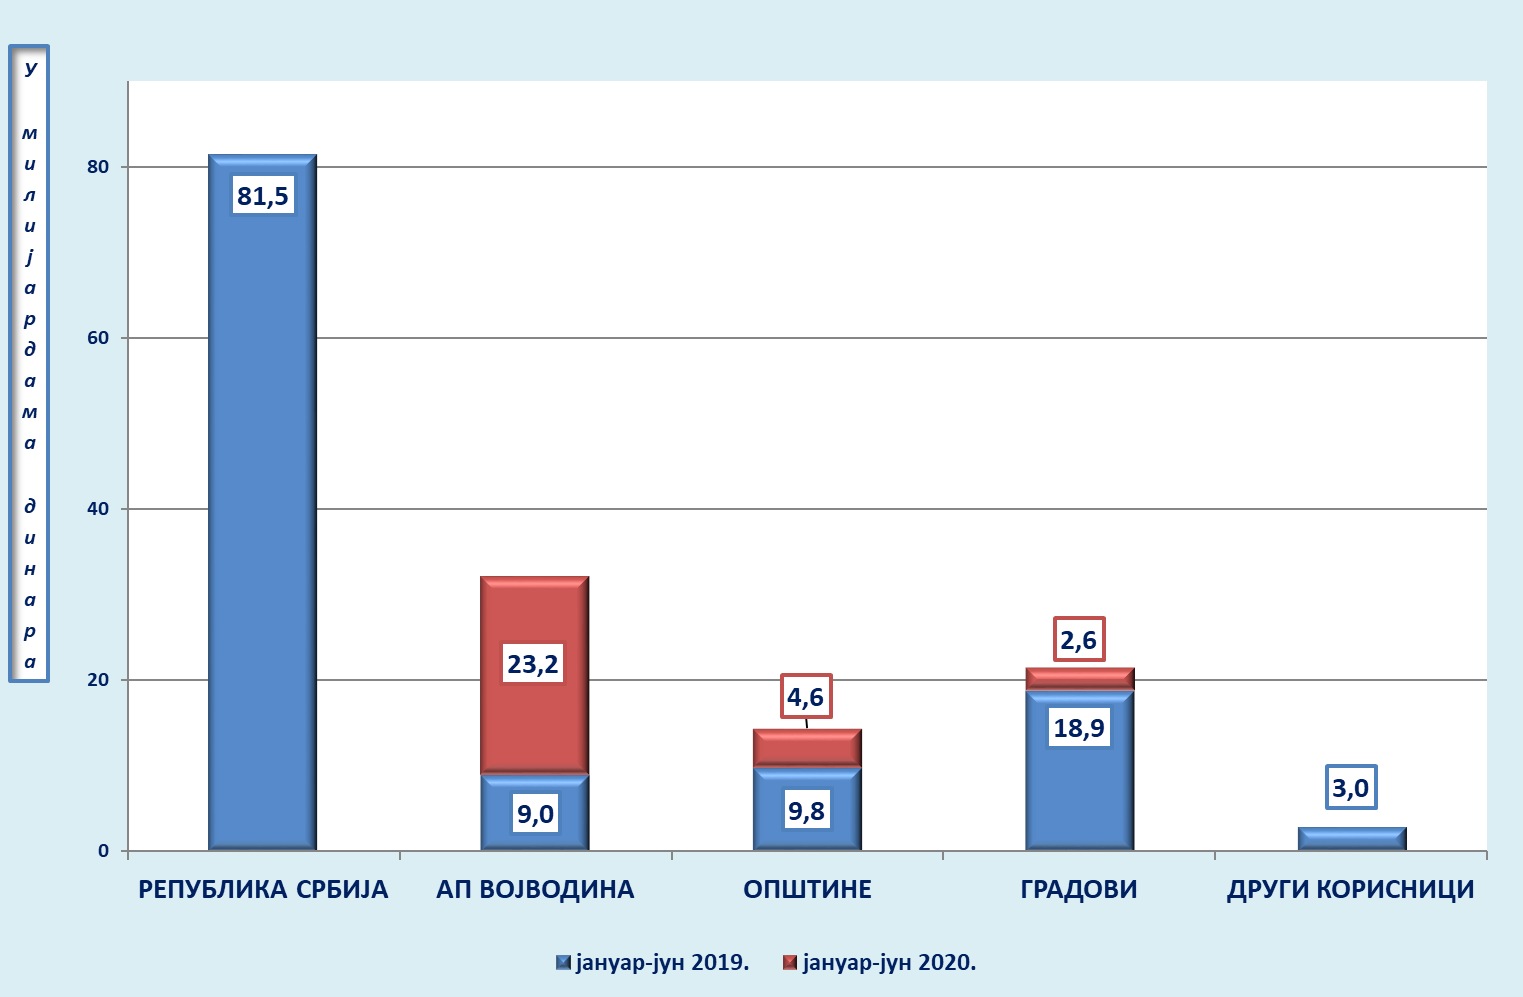 У милијардама динара
80
60
40
20
0
81,5
23,2
9,0
4,6
9,8
2,6
18,9
3,0
РЕПУБЛИКА СРБИЈА
АП ВОЈВОДИНА
ОПШТИНЕ
ГРАДОВИ
ДРУГИ КОРИСНИЦИ
јануар-јун 2019.
јануар-јун 2020.